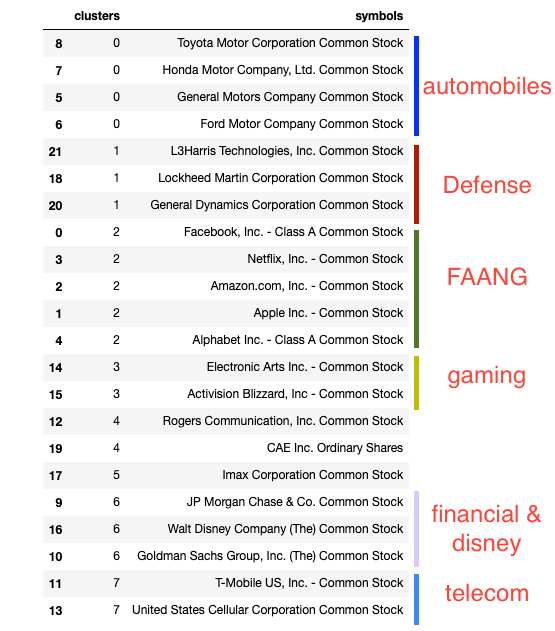 clusters symbols
8 0 Toyota Motor Corporation Common Stock
7 0 Honda Motor Company, Ltd. Common Stock
automobiles
5 0 General Motors Company Common Stock
6 0 Ford Motor Company Common Stock
21 1 L3Harris Technologies, Inc. Common Stock
18 1 Lockheed Martin Corporation Common Stock
Defense
20 1 General Dynamics Corporation Common Stock
0 2 Facebook, Inc. - Class A Common Stock
3 2 Netflix, Inc. - Common Stock
2 2 Amazon.com, Inc. - Common Stock
FAANG
1 2 Apple Inc. - Common Stock
4 2 Alphabet Inc. - Class A Common Stock
14 3 Electronic Arts Inc. - Common Stock
gaming
15 3 Activision Blizzard, Inc - Common Stock
12 4 Rogers Communication, Inc. Common Stock
19 4 CAE Inc. Ordinary Shares
17 5 Imax Corporation Common Stock
9 6 JP Morgan Chase & Co. Common Stock
16 6 Walt Disney Company (The) Common Stock
financial &
disney
10 6 Goldman Sachs Group, Inc. (The) Common Stock
11 7 T-Mobile US, Inc. - Common Stock
telecom
13 7 United States Cellular Corporation Common Stock